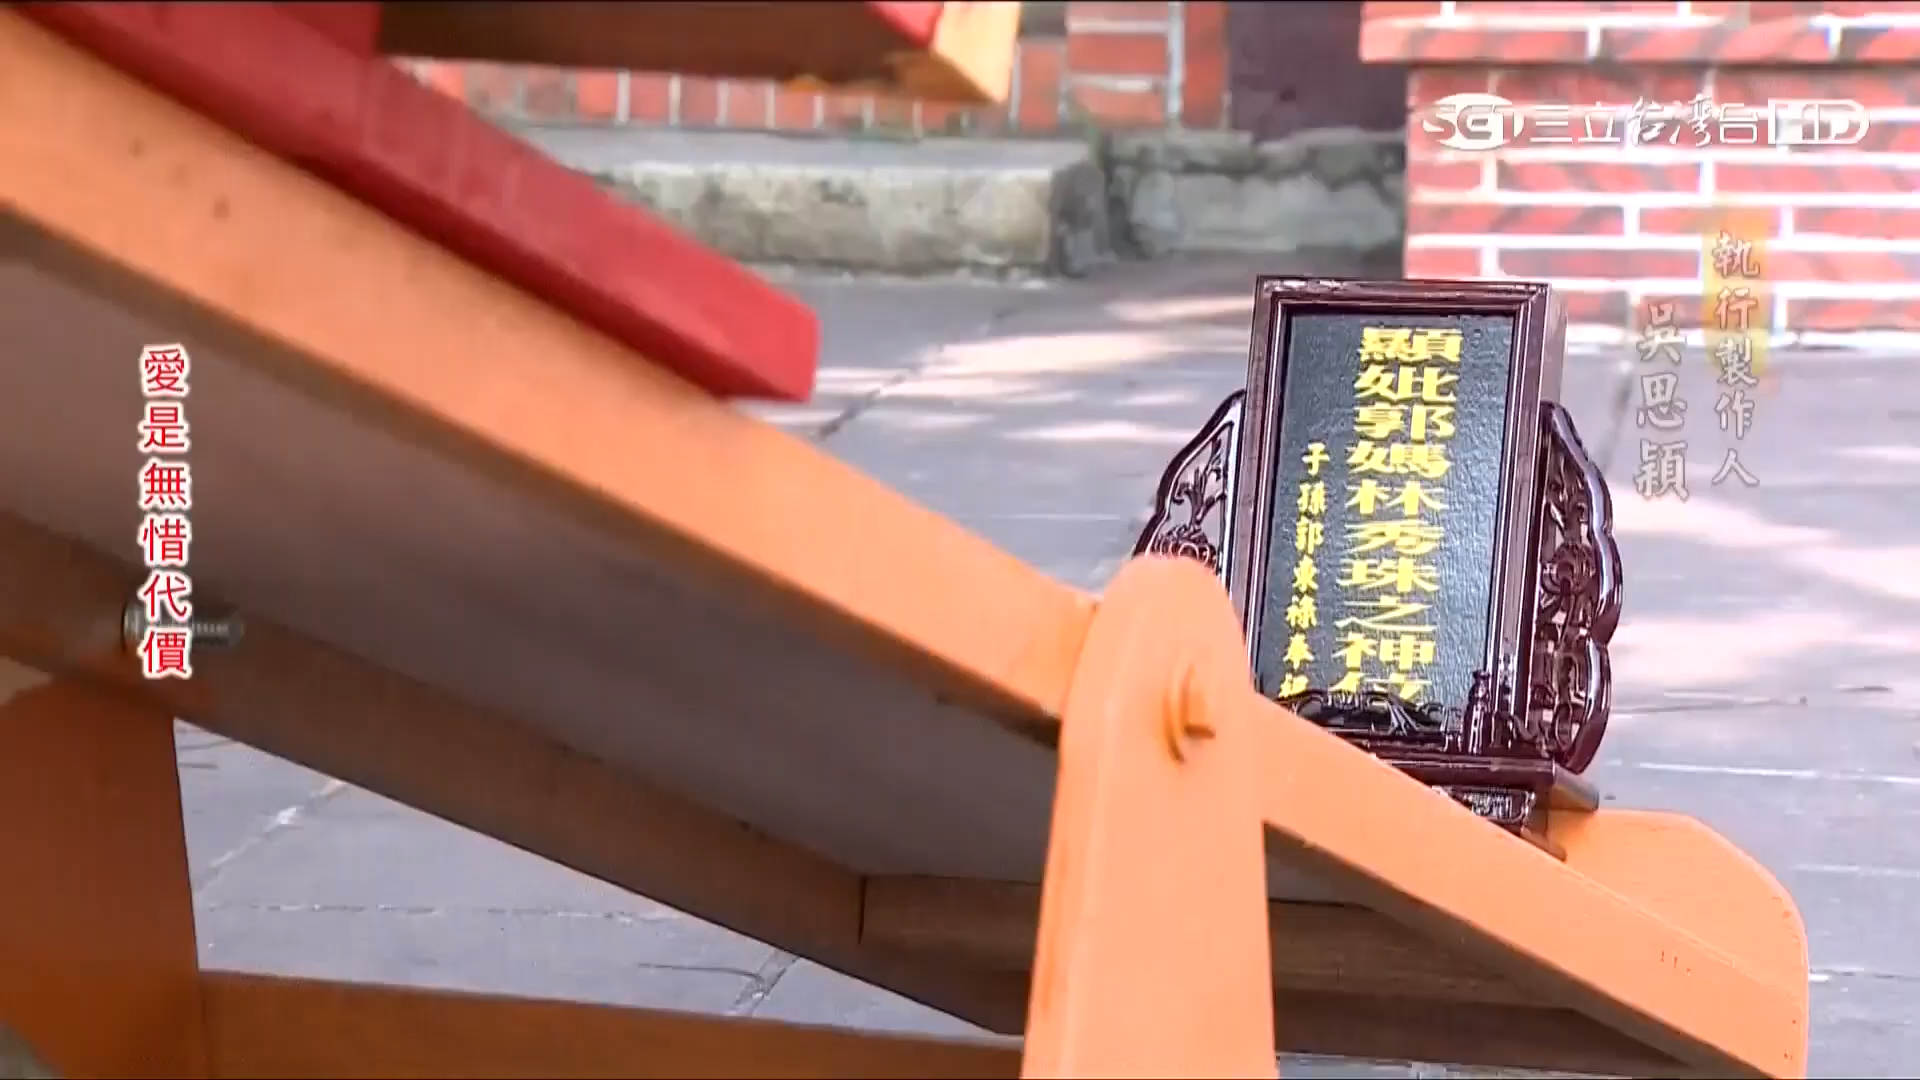 SET三立台灣台HD
執行製作人
吳思穎
顯妣郭媽林秀珠之神位
子孫郭東祿奉祀
愛是無惜代價